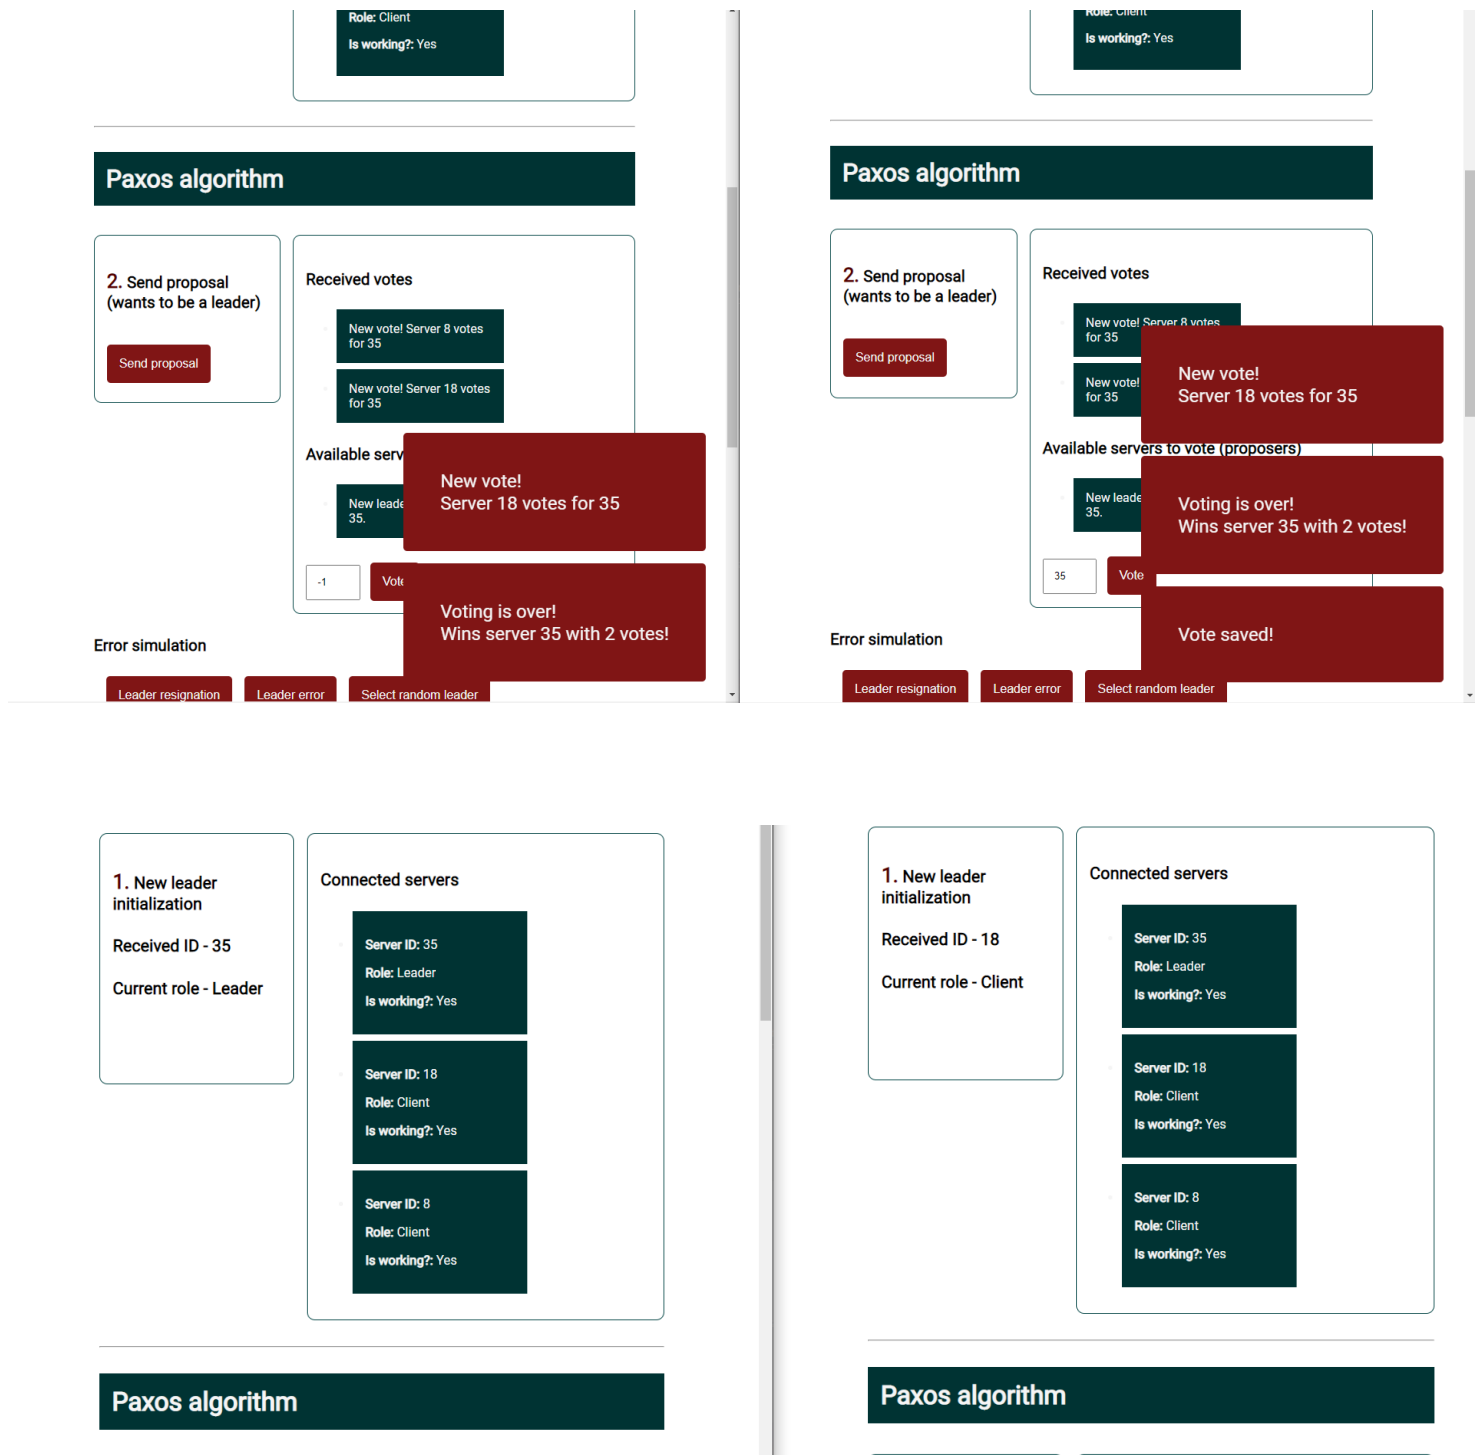 Role: Client
Is working?: Yes
Paxos algorithm
2. Send proposal
(wants to be a leader)
Send proposal
Received votes
New vote! Server 8 votes
for 35
New vote! Server 18 votes
for 35
Available serv
New leade
35.
-1
Vote
New vote!
Server 18 votes for 35
Voting is over!
Wins server 35 with 2 votes!
Error simulation
Leader resignation
Leader error
Select random leader
Role: Client
Is working?: Yes
Paxos algorithm
2. Send proposal
(wants to be a leader)
Send proposal
Received votes
New vote! Server 8 votes
for 35
New vote!
for 35
Available servers to vote (proposers)
New leade
35.
35
Vote
New vote!
Server 18 votes for 35
Voting is over!
Wins server 35 with 2 votes!
Vote saved!
Error simulation
Leader resignation
Leader error
Select random leader
1. New leader
initialization
Received ID - 35
Current role - Leader
Connected servers
Server ID: 35
Role: Leader
Is working?: Yes
Server ID: 18
Role: Client
Is working?: Yes
Server ID: 8
Role: Client
Is working?: Yes
Paxos algorithm
1. New leader
initialization
Received ID - 18
Current role - Client
Connected servers
Server ID: 35
Role: Leader
Is working?: Yes
Server ID: 18
Role: Client
Is working?: Yes
Server ID: 8
Role: Client
Is working?: Yes
Paxos algorithm